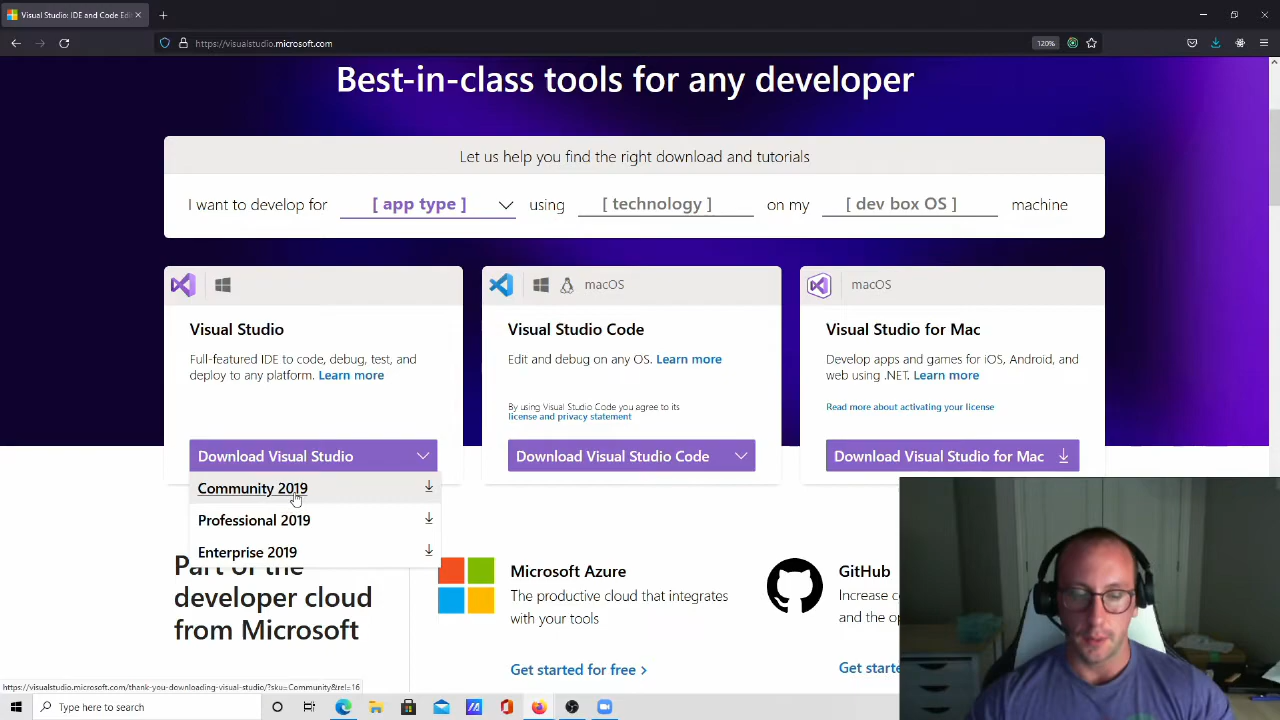 Visual Studio: IDE and Code Edi
https://visualstudio.microsoft.com
120%
Best-in-class tools for any developer
Let us help you find the right download and tutorials
I want to develop for [ app type ] using [ technology ] on my [ dev box OS ] machine
macOS
macOS
Visual Studio
Full-featured IDE to code, debug, test, and
deploy to any platform. Learn more
Download Visual Studio
Community 2019
Professional 2019
Enterprise 2019
Visual Studio Code
Edit and debug on any OS. Learn more
By using Visual Studio Code you agree to its
license and privacy statement
Download Visual Studio Code
Visual Studio for Mac
Develop apps and games for iOS, Android, and
web using .NET. Learn more
Read more about activating your license
Download Visual Studio for Mac
Part of the
developer cloud
from Microsoft
Microsoft Azure
The productive cloud that integrates
with your tools
Get started for free >
GitHub
Increase c
and the op
Get starte
https://visualstudio.microsoft.com/thank-you-downloading-visual-studio/?sku=Community&rel=16
Type here to search